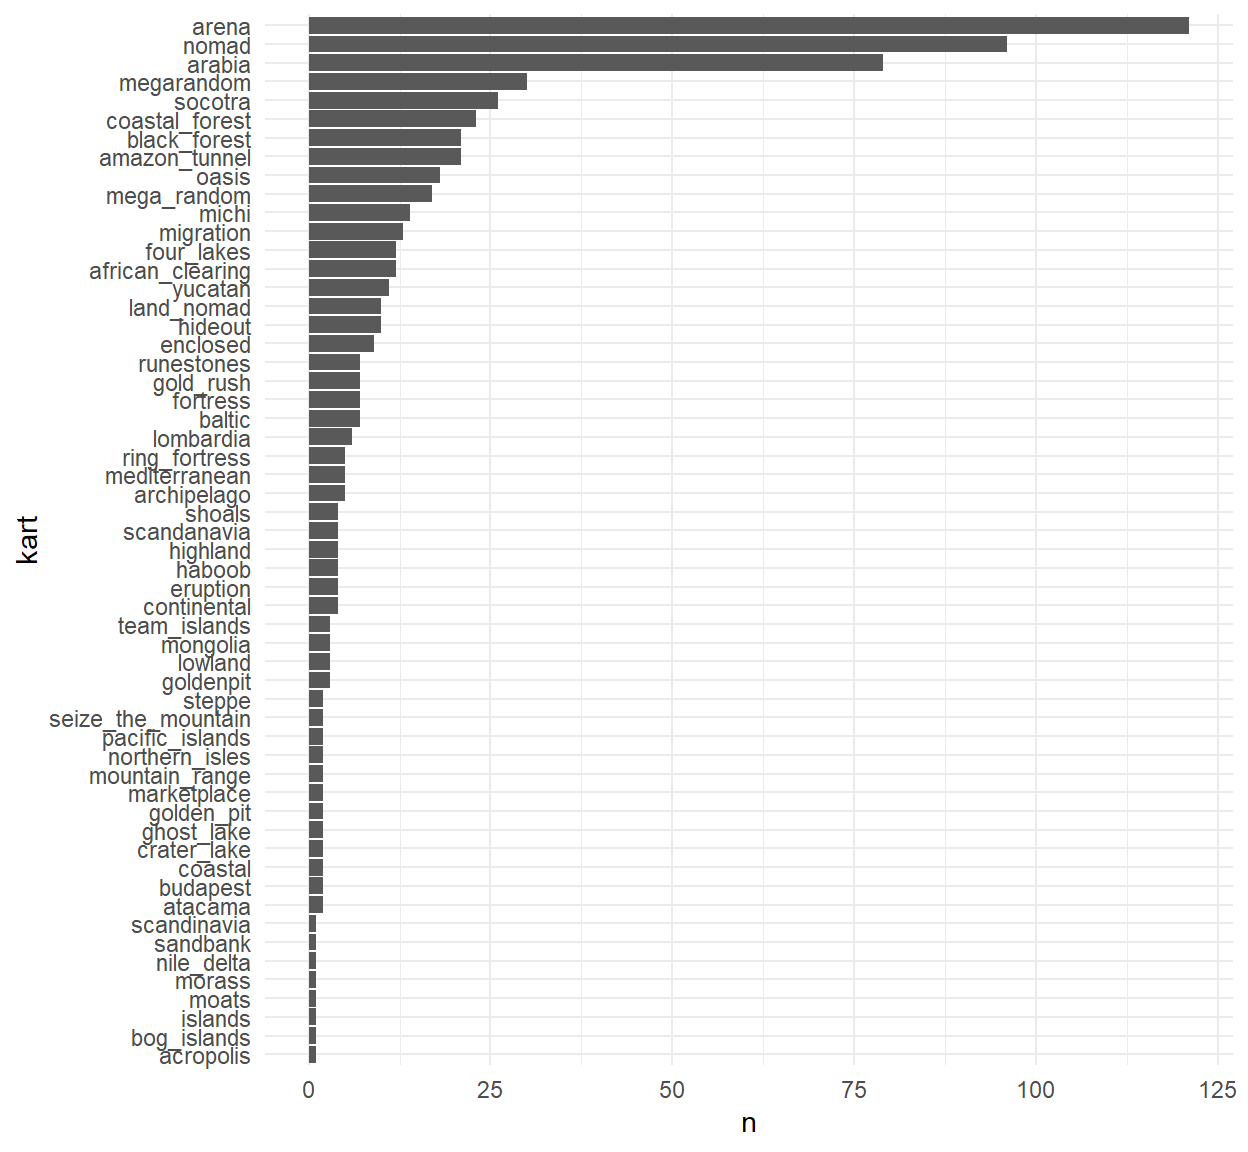 arena
nomad
arabia
megarandom
socotra
coastal_forest
black_forest
amazon_tunnel
oasis
mega_random
michi
migration
four_lakes
african_clearing
yucatan
land_nomad
hideout
enclosed
runestones
gold_rush
fortress
baltic
lombardia
ring_fortress
mediterranean
archipelago
shoals
scandanavia
highland
haboob
eruption
continental
team_islands
mongolia
lowland
goldenpit
steppe
seize_the_mountain
pacific_islands
northern_isles
mountain_range
marketplace
golden_pit
ghost_lake
crater_lake
coastal
budapest
atacama
scandinavia
sandbank
nile_delta
morass
moats
islands
bog_islands
acropolis
kart
0 25 50 75 100 125
n